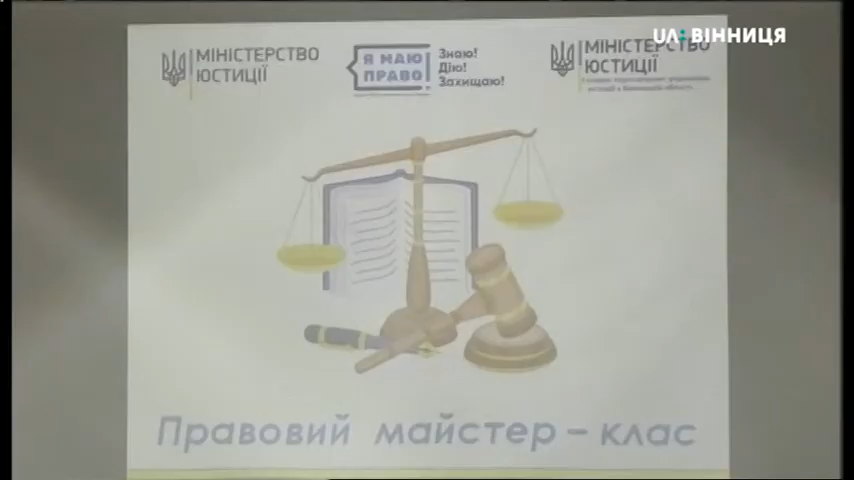 UA: ВІННИЦЯ
МІНІСТЕРСТВО
ЮСТИЦІЇ
Я МАЮ
ПРАВО!
Знаю!
Дію!
Захищаю!
МІНІСТЕРСТВО
ЮСТИЦІЇ
Правовий майстер – клас